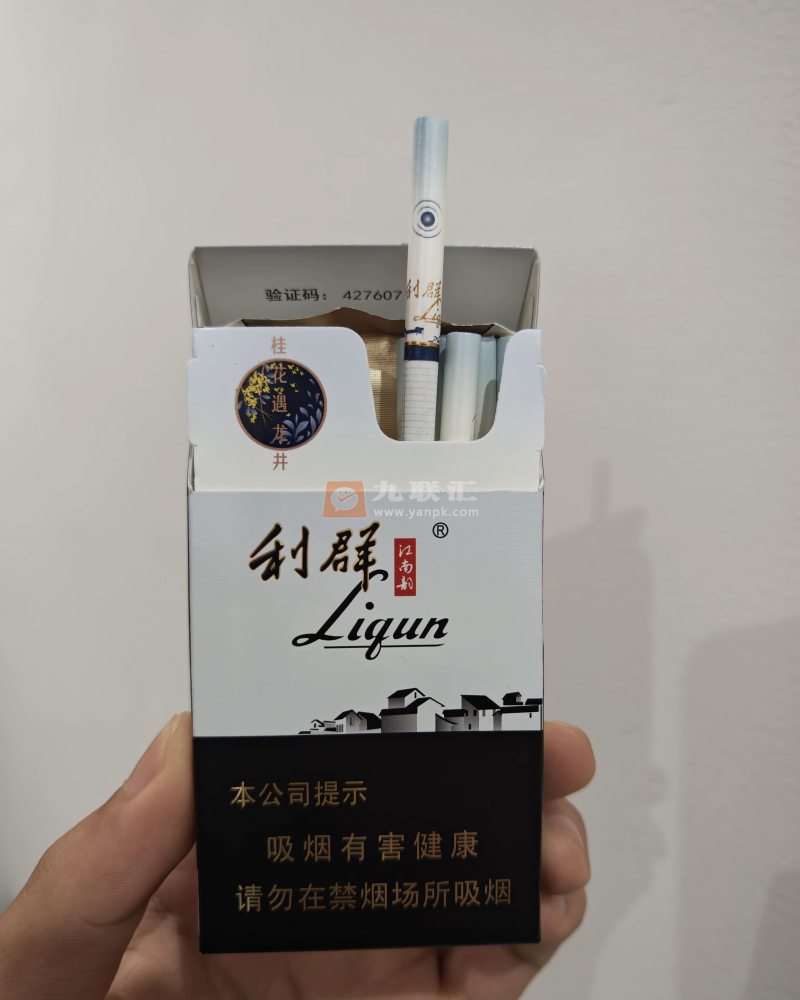 验证码： 427607
利群
桂花遇龙井
九联汇
www.yanpk.com
利群
®
江南韵
Liqun
本公司提示
吸烟有害健康
请勿在禁烟场所吸烟